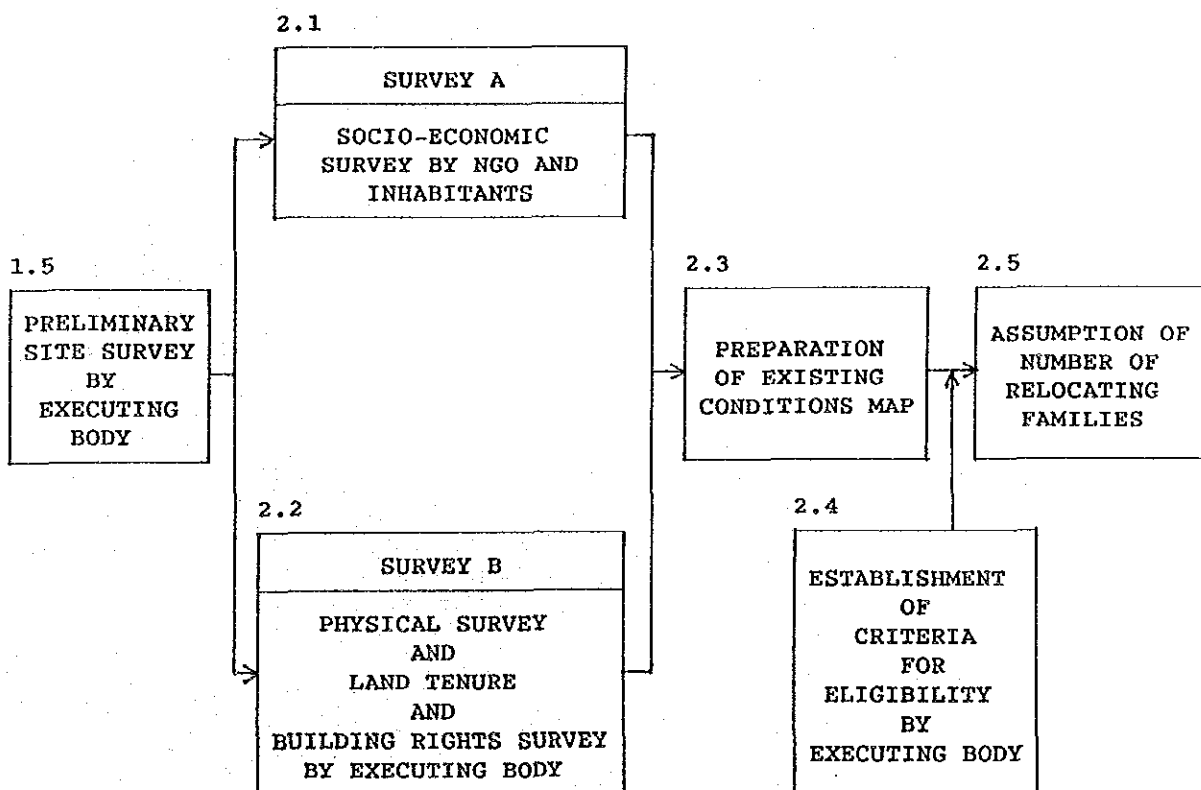 2.1
SURVEY A
SOCIO-ECONOMIC
SURVEY BY NGO AND
INHABITANTS
1.5
PRELIMINARY
SITE SURVEY
BY
EXECUTING
BODY
2.2
SURVEY B
PHYSICAL SURVEY
AND
LAND TENURE
AND
BUILDING RIGHTS SURVEY
BY EXECUTING BODY
2.3
PREPARATION
OF EXISTING
CONDITIONS MAP
2.4
ESTABLISHMENT
OF
CRITERIA
FOR
ELIGIBILITY
BY
EXECUTING BODY
2.5
ASSUMPTION OF
NUMBER OF
RELOCATING
FAMILIES